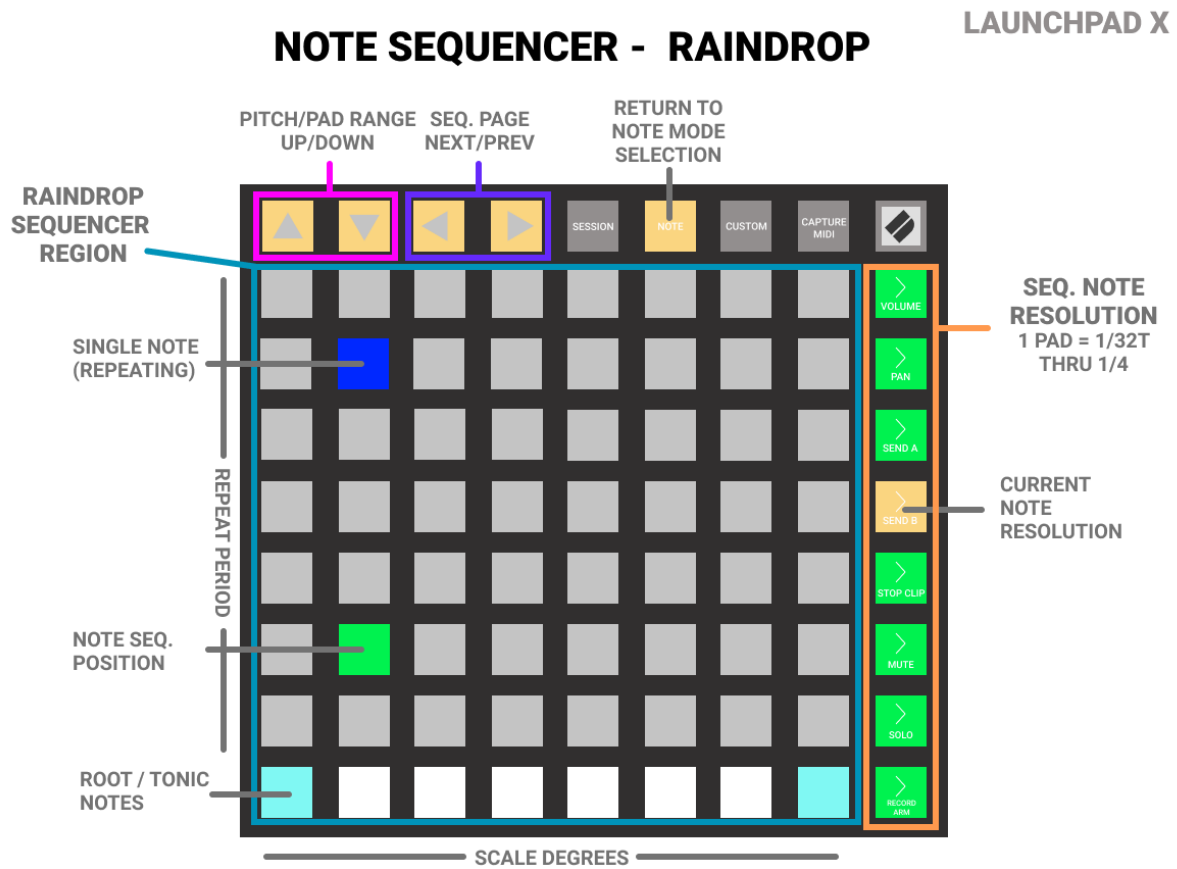 LAUNCHPAD X
NOTE SEQUENCER - RAINDROP
PITCH/PAD RANGE
UP/DOWN
SEQ. PAGE
NEXT/PREV
RETURN TO
NOTE MODE
SELECTION
RAINDROP
SEQUENCER
REGION
SESSION
NOTE
CUSTOM
CAPTURE
MIDI
VOLUME
SEQ. NOTE
RESOLUTION
1 PAD = 1/32T
THRU 1/4
SINGLE NOTE
(REPEATING)
PAN
SEND A
REPEAT PERIOD
SEND B
CURRENT
NOTE
RESOLUTION
STOP CLIP
NOTE SEQ.
POSITION
MUTE
SOLO
ROOT / TONIC
NOTES
RECORD
ARM
SCALE DEGREES